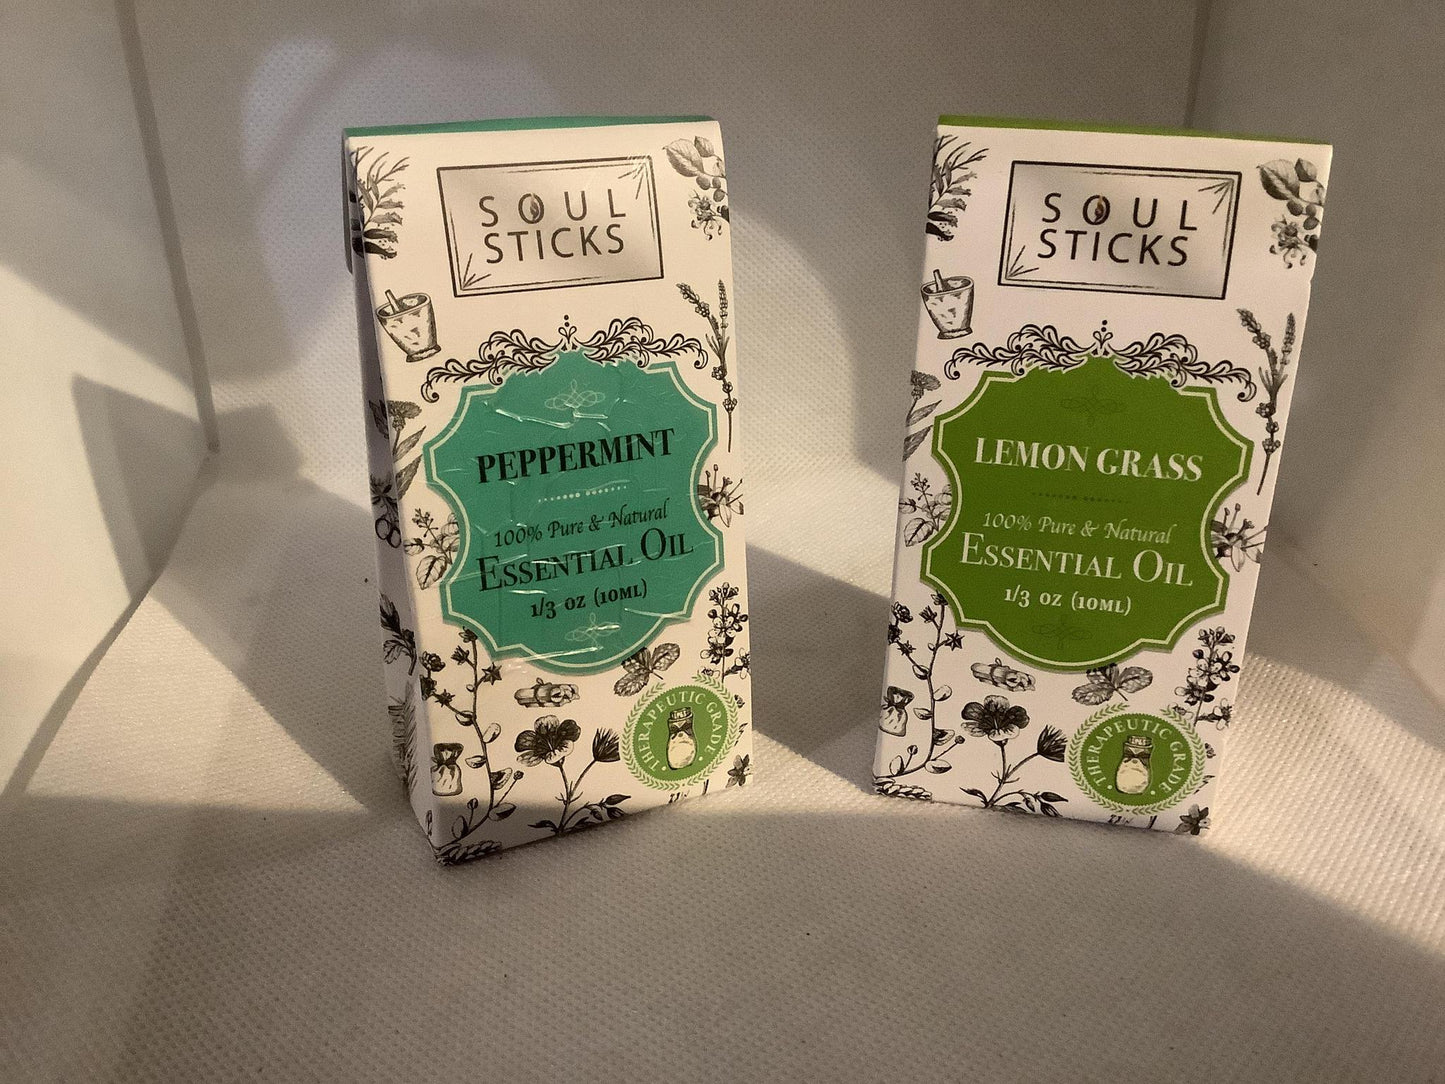 SOUL
STICKS
PEPPERMINT
100% Pure & Natural
ESSENTIAL OIL
1/3 OZ (10ML)
THERAPEUTIC GRADE
SOUL
STICKS
LEMON GRASS
100% Pure & Natural
ESSENTIAL OIL
1/3 OZ (10ML)
THERAPEUTIC GRADE